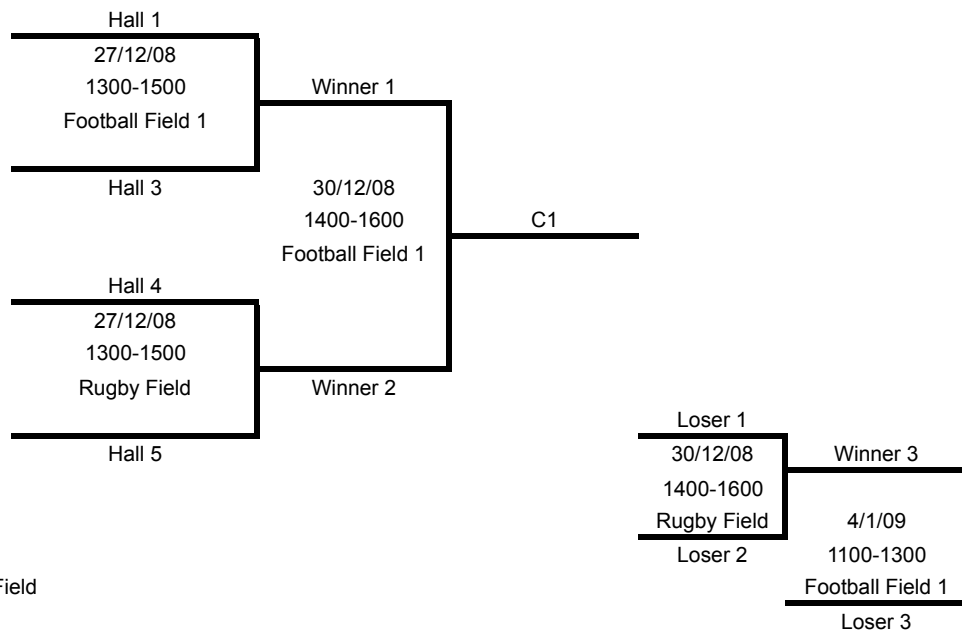 Hall 1
27/12/08
1300-1500
Football Field 1
Hall 3
Winner 1
30/12/08
1400-1600
Football Field 1
C1
Hall 4
27/12/08
1300-1500
Rugby Field
Hall 5
Winner 2
Loser 1
30/12/08
1400-1600
Rugby Field
Loser 2
Winner 3
4/1/09
1100-1300
Football Field 1
Loser 3
Field